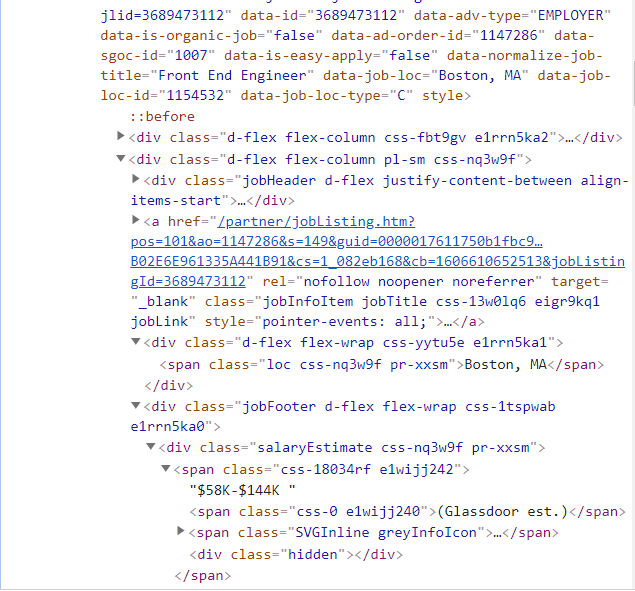 jlid=3689473112" data-id="3689473112" data-adv-type="EMPLOYER"
data-is-organic-job="false" data-ad-order-id="1147286" data-
sgoc-id="1007" data-is-easy-apply="false" data-normalize-job-
title="Front End Engineer" data-job-loc="Boston, MA" data-job-
loc-id="1154532" data-job-loc-type="C" style>
::before
<div class="d-flex flex-column css-fbt9gv e1rrn5ka2">…</div>
<div class="d-flex flex-column pl-sm css-nq3w9f">
<div class="jobHeader d-flex justify-content-between align-
items-start">…</div>
<a href="/partner/jobListing.htm?
pos=101&ao=1147286&s=149&guid=0000017611750b1fbc9…
B02E6E961335A441B91&cs=1_082eb168&cb=1606610652513&jobListin
gId=3689473112" rel="nofollow noopener noreferrer" target=
"_blank" class="jobInfoItem jobTitle css-13w0lq6 eigr9kq1
jobLink" style="pointer-events: all;">…</a>
<div class="d-flex flex-wrap css-yytu5e e1rrn5ka1">
<span class="loc css-nq3w9f pr-xxsm">Boston, MA</span>
</div>
<div class="jobFooter d-flex flex-wrap css-1tspwab
e1rrn5ka0">
<div class="salaryEstimate css-nq3w9f pr-xxsm">
<span class="css-18034rf e1wijj242">
"$58K-$144K "
<span class="css-0 e1wijj240">(Glassdoor est.)</span>
<span class="SVGInline greyInfoIcon">…</span>
<div class="hidden"></div>
</span>